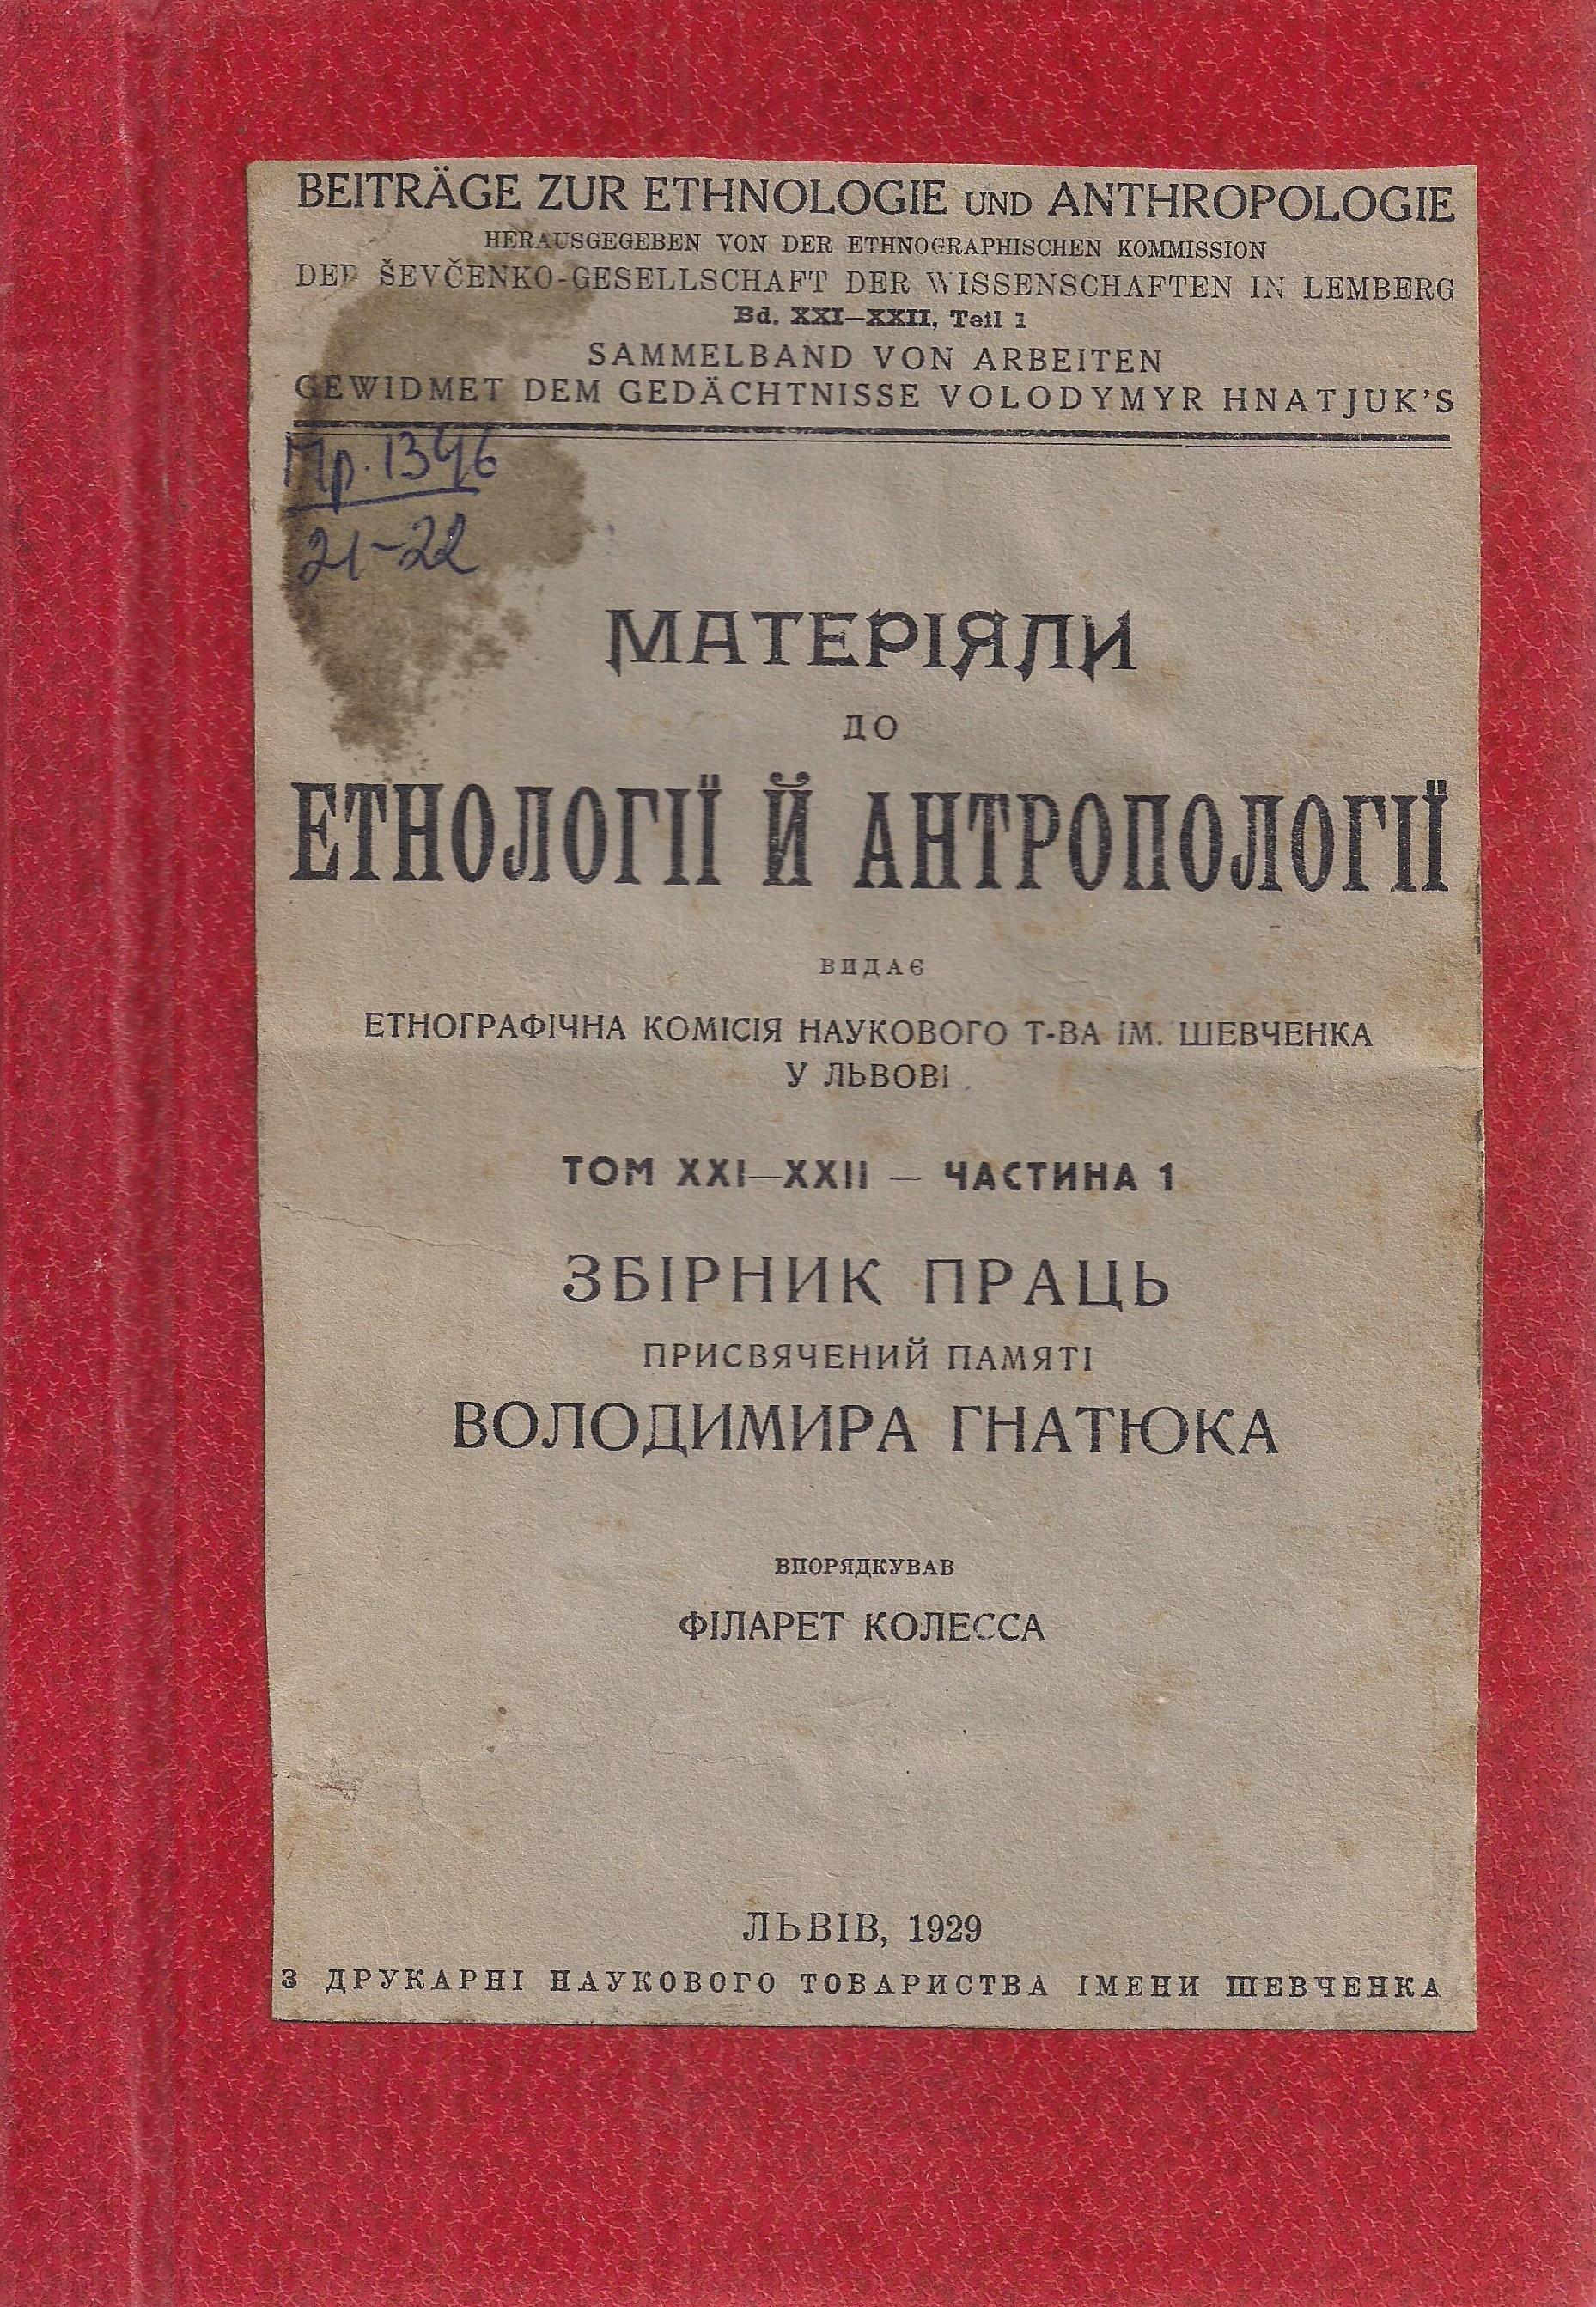 BEITRÄGE ZUR ETHNOLOGIE UND ANTHROPOLOGIE
HERAUSGEGEBEN VON DER ETHNOGRAPHISCHEN KOMMISSION
DER ŠEVČENKO-GESELLSCHAFT DER WISSENSCHAFTEN IN LEMBERG
Bd. XXI—XXII, Teil 1
SAMMELBAND VON ARBEITEN
GEWIDMET DEM GEDÄCHTNISSE VOLODYMYR HNATJUK'S
Мр. 1346
21-22
МАТЕРІЯЛИ
ДО
ЕТНОЛОГІЇ Й АНТРОПОЛОГІЇ
ВИДАЄ
ЕТНОГРАФІЧНА КОМІСІЯ НАУКОВОГО Т-ВА ІМ. ШЕВЧЕНКА
У ЛЬВОВІ
ТОМ XXI—XXII — ЧАСТИНА 1
ЗБІРНИК ПРАЦЬ
ПРИСВЯЧЕНИЙ ПАМЯТІ
ВОЛОДИМИРА ГНАТЮКА
ВПОРЯДКУВАВ
ФІЛАРЕТ КОЛЕССА
ЛЬВІВ, 1929
З ДРУКАРНІ НАУКОВОГО ТОВАРИСТВА ІМЕНИ ШЕВЧЕНКА